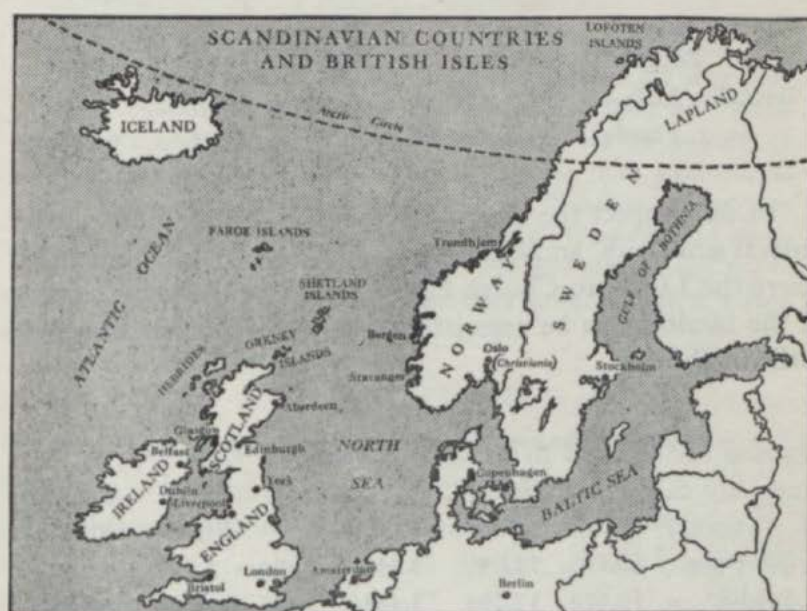 SCANDINAVIAN COUNTRIES
AND BRITISH ISLES
LOFOTEN
ISLANDS
ICELAND
Arctic Circle
LAPLAND
ATLANTIC OCEAN
FAROE ISLANDS
SHETLAND
ISLANDS
ORKNEY
ISLANDS
HEBRIDES
Trondhjem
NORWAY
SWEDEN
GULF OF BOTHNIA
Bergen
Oslo
(Christiania)
Stockholm
Stavanger
Aberdeen
SCOTLAND
Glasgow
Edinburgh
Belfast
NORTH
SEA
IRELAND
Dublin
Liverpool
York
ENGLAND
Copenhagen
BALTIC SEA
London
Bristol
Amsterdam
Berlin